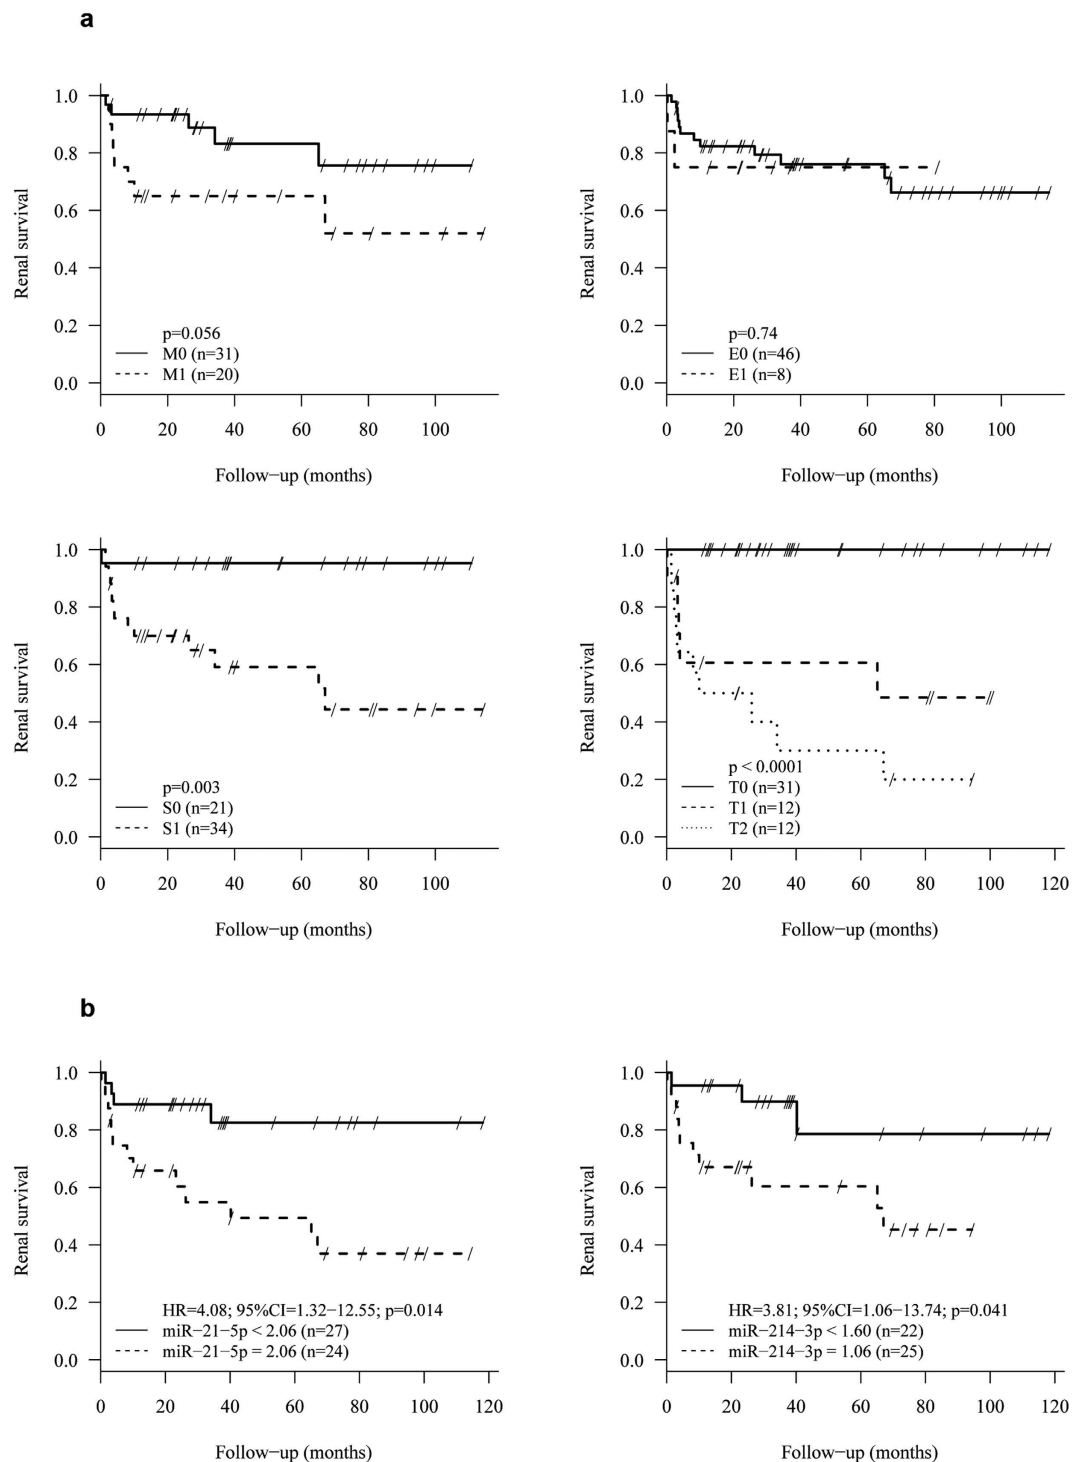 a
1.0
0.8
0.6
0.4
0.2
0.0
Renal survival
p=0.056
M0 (n=31)
M1 (n=20)
0 20 40 60 80 100
Follow−up (months)
1.0
0.8
0.6
0.4
0.2
0.0
Renal survival
p=0.74
E0 (n=46)
E1 (n=8)
0 20 40 60 80 100
Follow−up (months)
1.0
0.8
0.6
0.4
0.2
0.0
Renal survival
p=0.003
S0 (n=21)
S1 (n=34)
0 20 40 60 80 100
Follow−up (months)
1.0
0.8
0.6
0.4
0.2
0.0
Renal survival
p < 0.0001
T0 (n=31)
T1 (n=12)
T2 (n=12)
0 20 40 60 80 100 120
Follow−up (months)
b
1.0
0.8
0.6
0.4
0.2
0.0
Renal survival
HR=4.08; 95%CI=1.32−12.55; p=0.014
miR−21−5p < 2.06 (n=27)
miR−21−5p = 2.06 (n=24)
0 20 40 60 80 100 120
Follow−up (months)
1.0
0.8
0.6
0.4
0.2
0.0
Renal survival
HR=3.81; 95%CI=1.06−13.74; p=0.041
miR−214−3p < 1.60 (n=22)
miR−214−3p = 1.06 (n=25)
0 20 40 60 80 100 120
Follow−up (months)